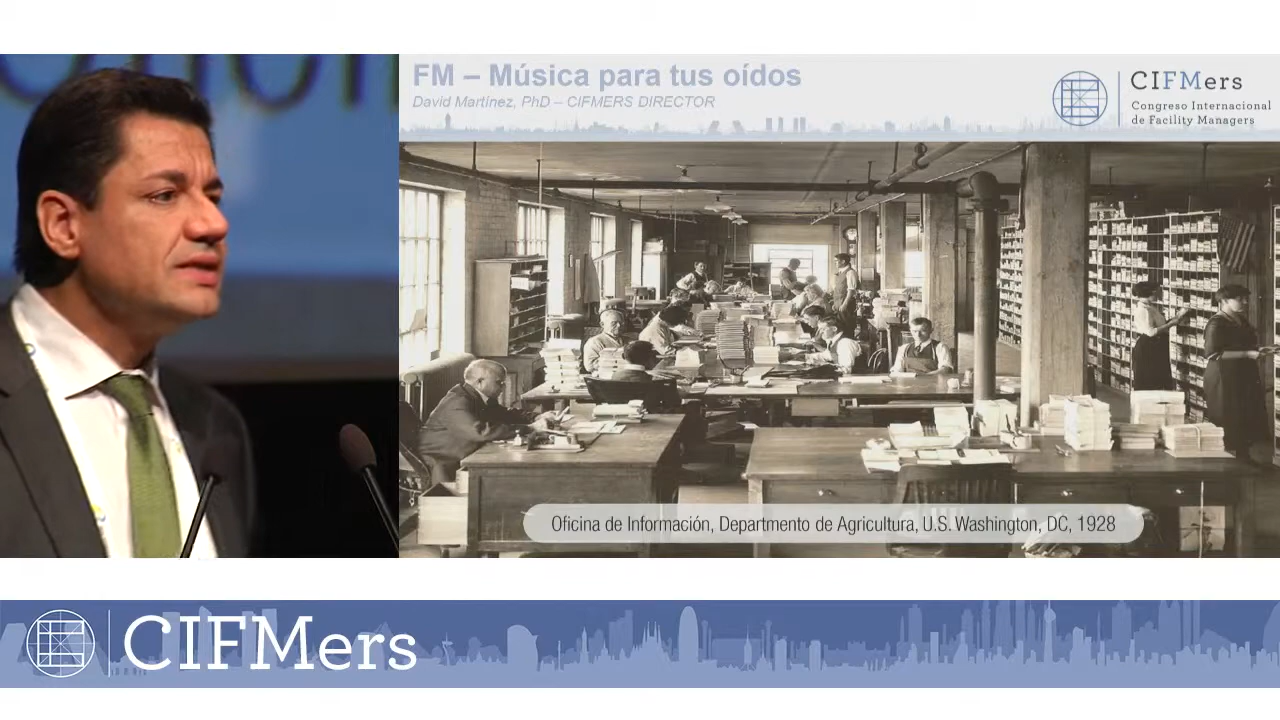 FM – Música para tus oídos
David Martínez, PhD – CIFMERS DIRECTOR
CIFMers
Congreso Internacional
de Facility Managers
Oficina de Información, Departmento de Agricultura, U.S. Washington, DC, 1928
CIFMers